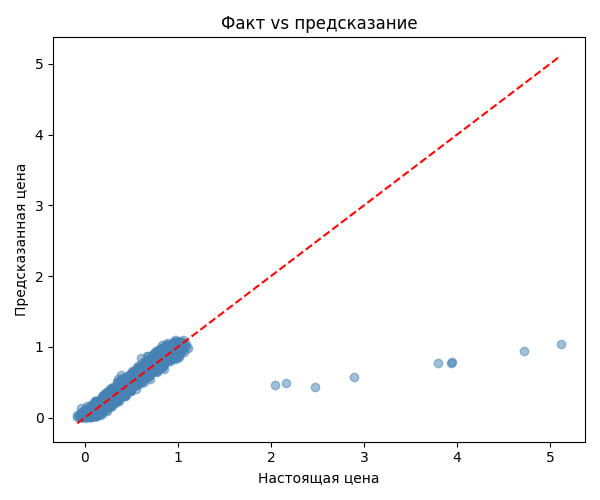 Факт vs предсказание
Предсказанная цена
5
4
3
2
1
0
0 1 2 3 4 5
Настоящая цена